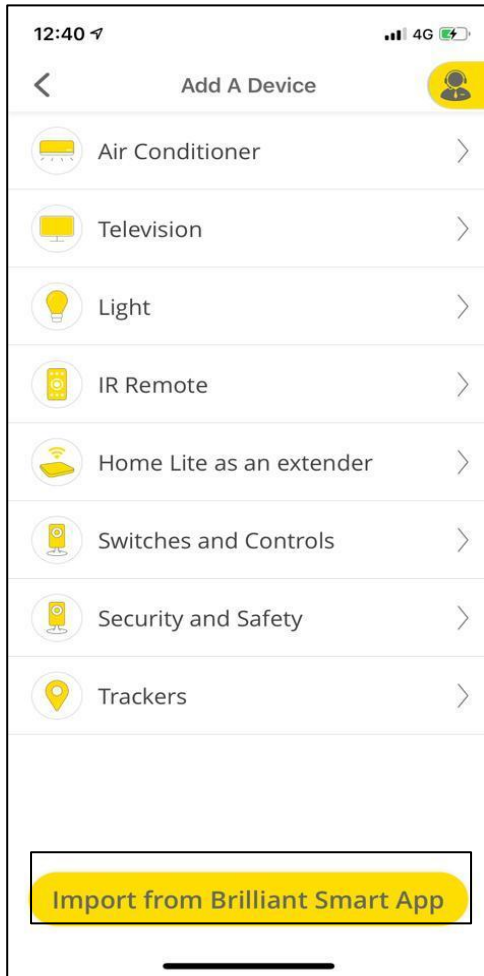 12:40 4G
Add A Device
Air Conditioner
Television
Light
IR Remote
Home Lite as an extender
Switches and Controls
Security and Safety
Trackers
Import from Brilliant Smart App